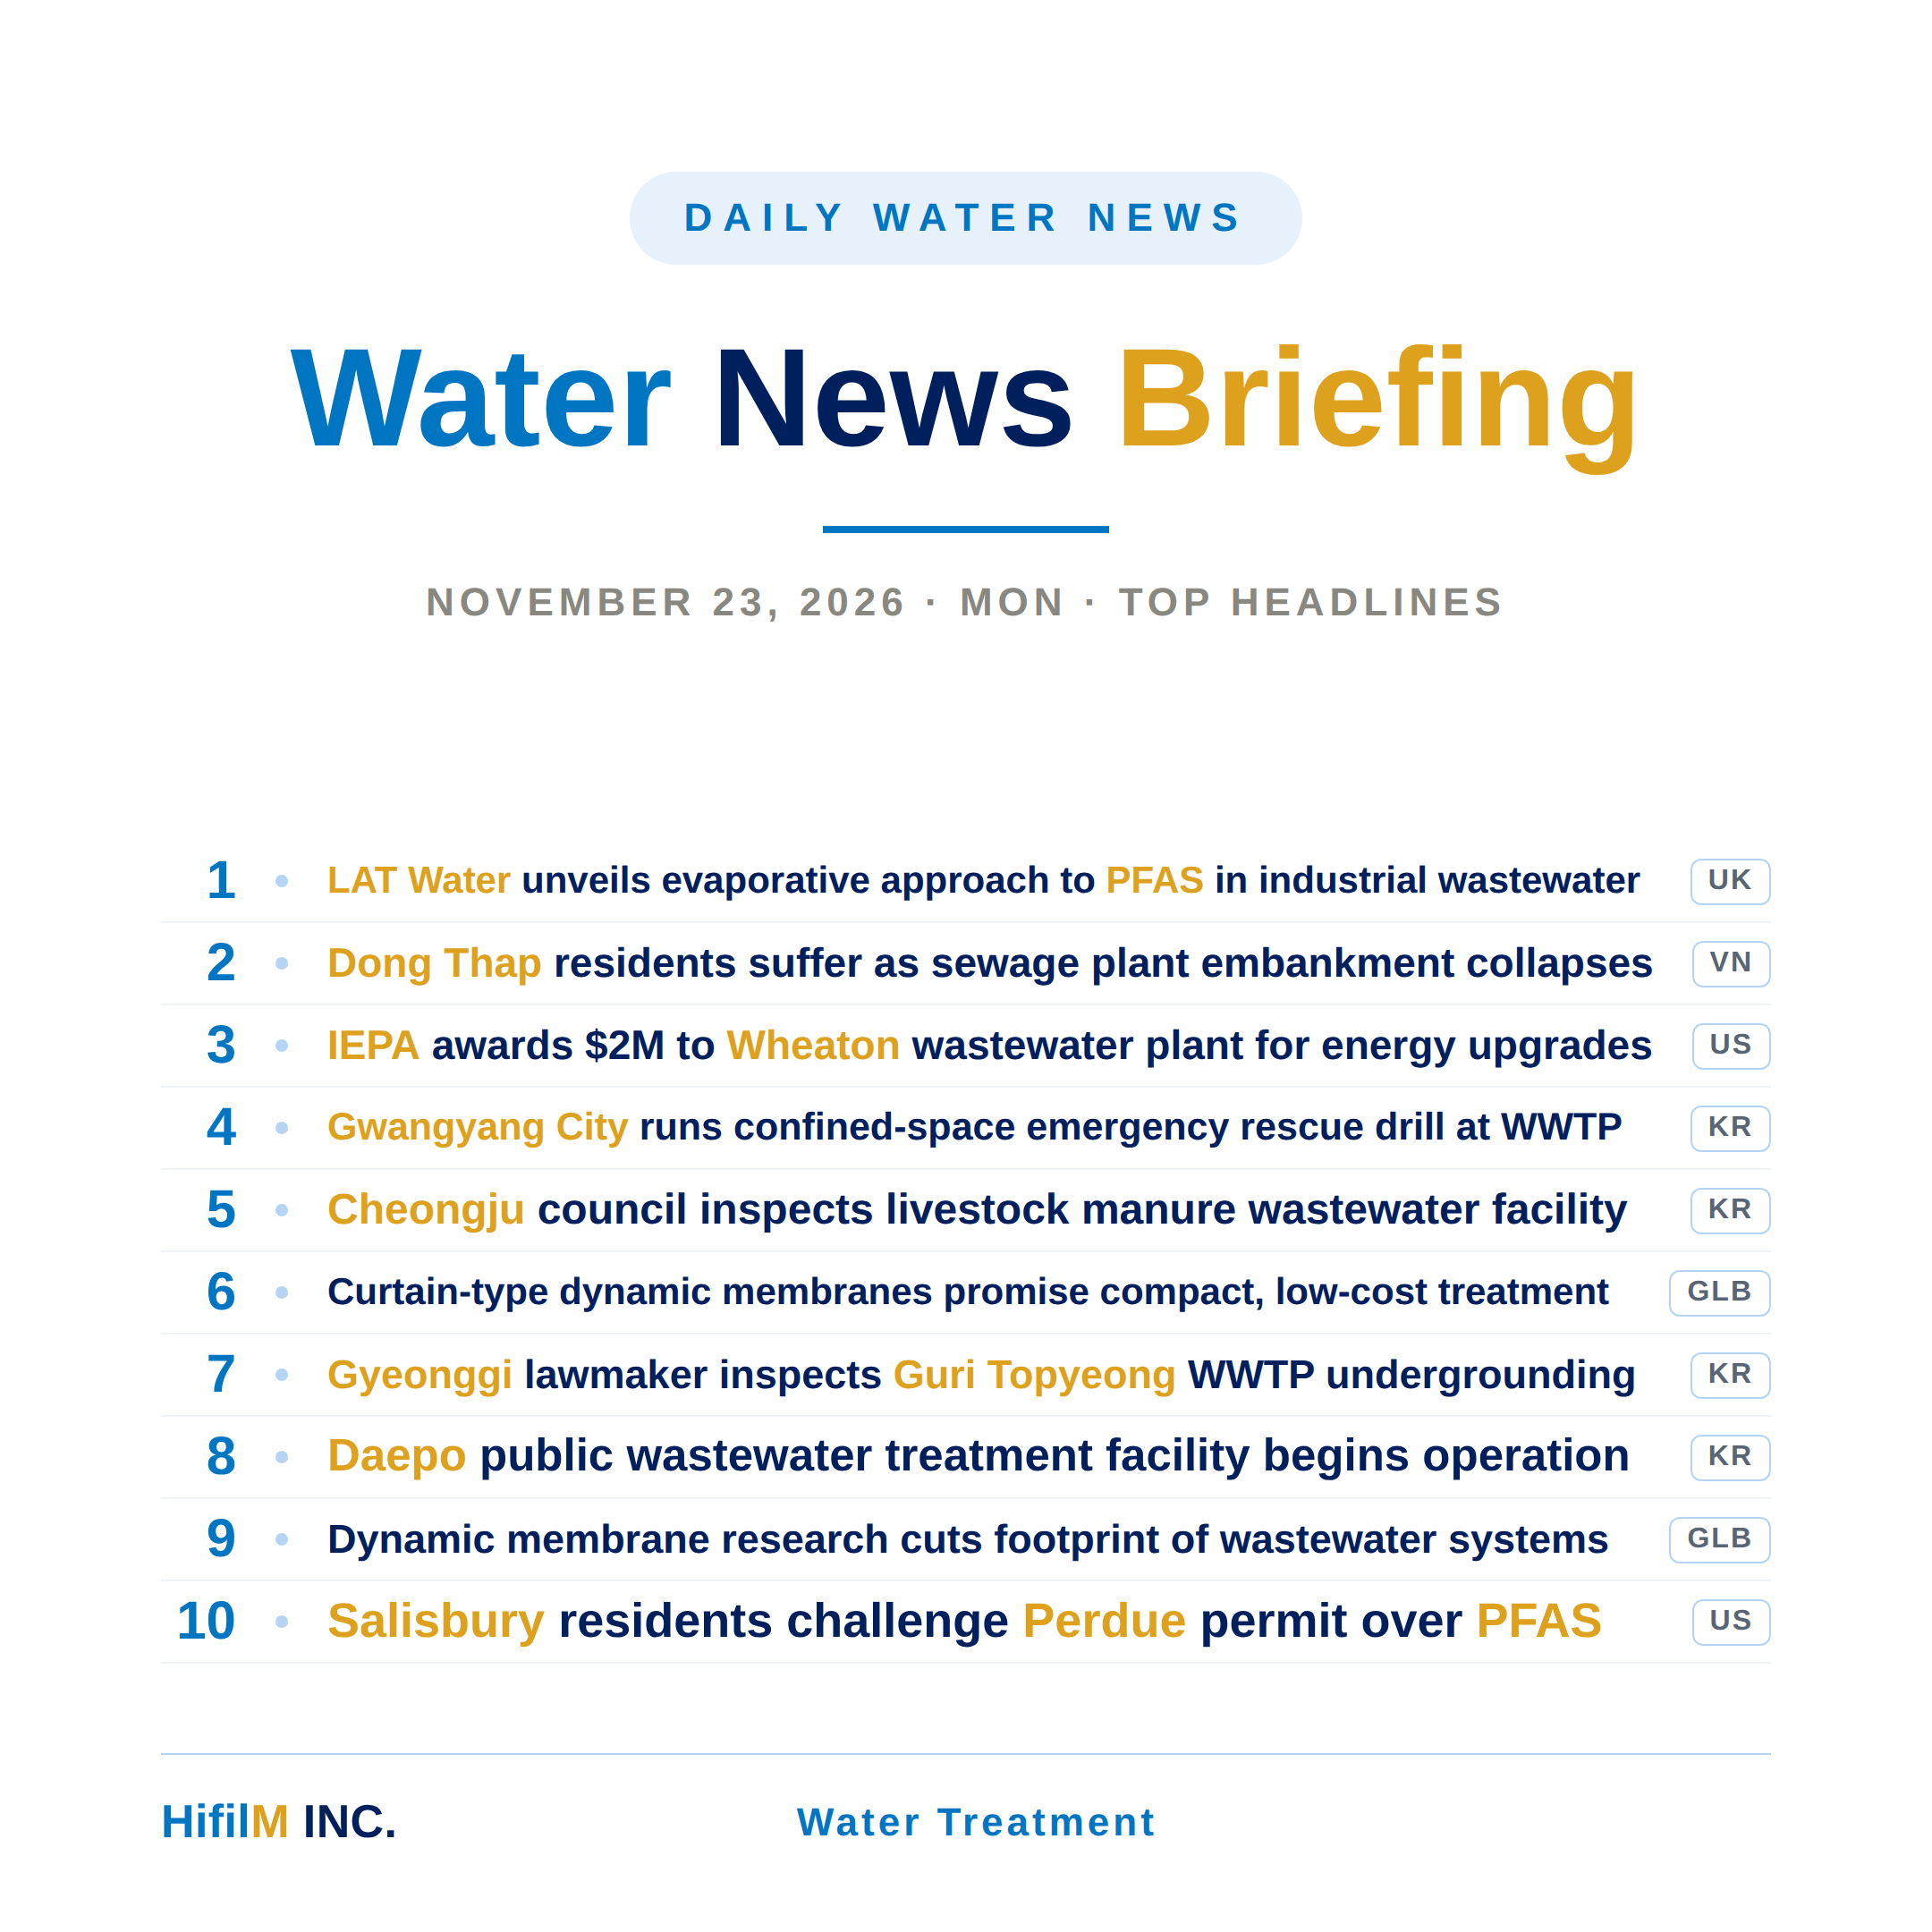 DAILY WATER NEWS
Water News Briefing
NOVEMBER 23, 2026 · MON · TOP HEADLINES
1 • LAT Water unveils evaporative approach to PFAS in industrial wastewater UK
2 • Dong Thap residents suffer as sewage plant embankment collapses VN
3 • IEPA awards $2M to Wheaton wastewater plant for energy upgrades US
4 • Gwangyang City runs confined-space emergency rescue drill at WWTP KR
5 • Cheongju council inspects livestock manure wastewater facility KR
6 • Curtain-type dynamic membranes promise compact, low-cost treatment GLB
7 • Gyeonggi lawmaker inspects Guri Topyeong WWTP undergrounding KR
8 • Daepo public wastewater treatment facility begins operation KR
9 • Dynamic membrane research cuts footprint of wastewater systems GLB
10 • Salisbury residents challenge Perdue permit over PFAS US
HifilM INC. Water Treatment